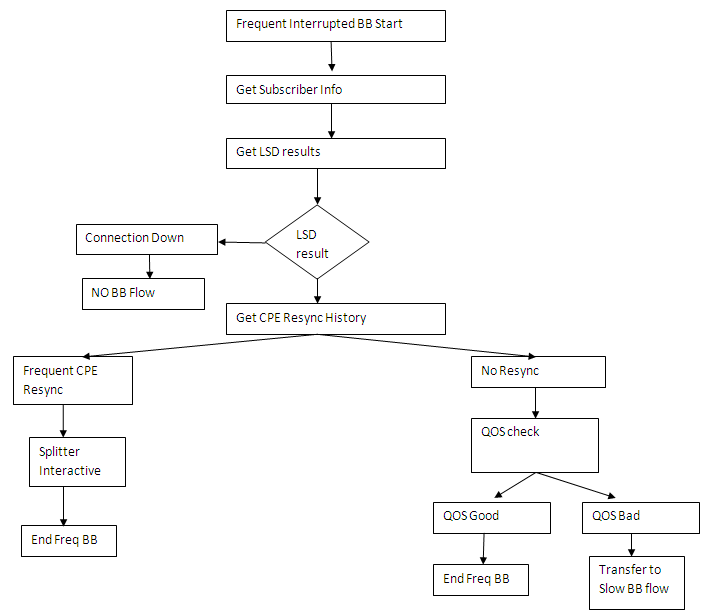 Frequent Interrupted BB Start
Get Subscriber Info
Get LSD results
LSD
result
Connection Down
NO BB Flow
Get CPE Resync History
Frequent CPE
Resync
No Resync
Splitter
Interactive
QOS check
End Freq BB
QOS Good
QOS Bad
End Freq BB
Transfer to
Slow BB flow